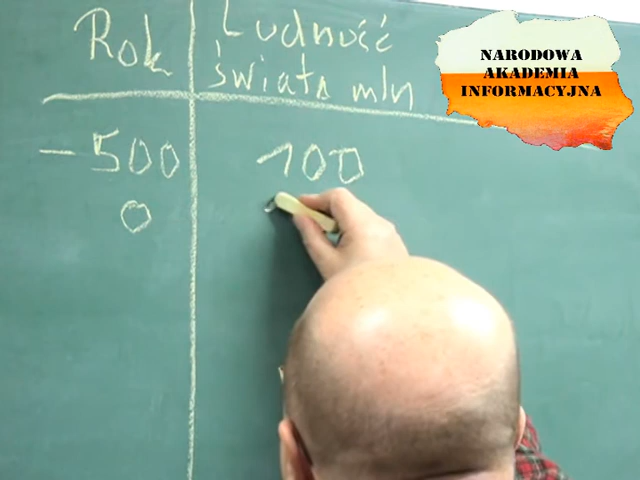 Rok
Ludność
świata mln
-500 100
0
NARODOWA
AKADEMIA
INFORMACYJNA